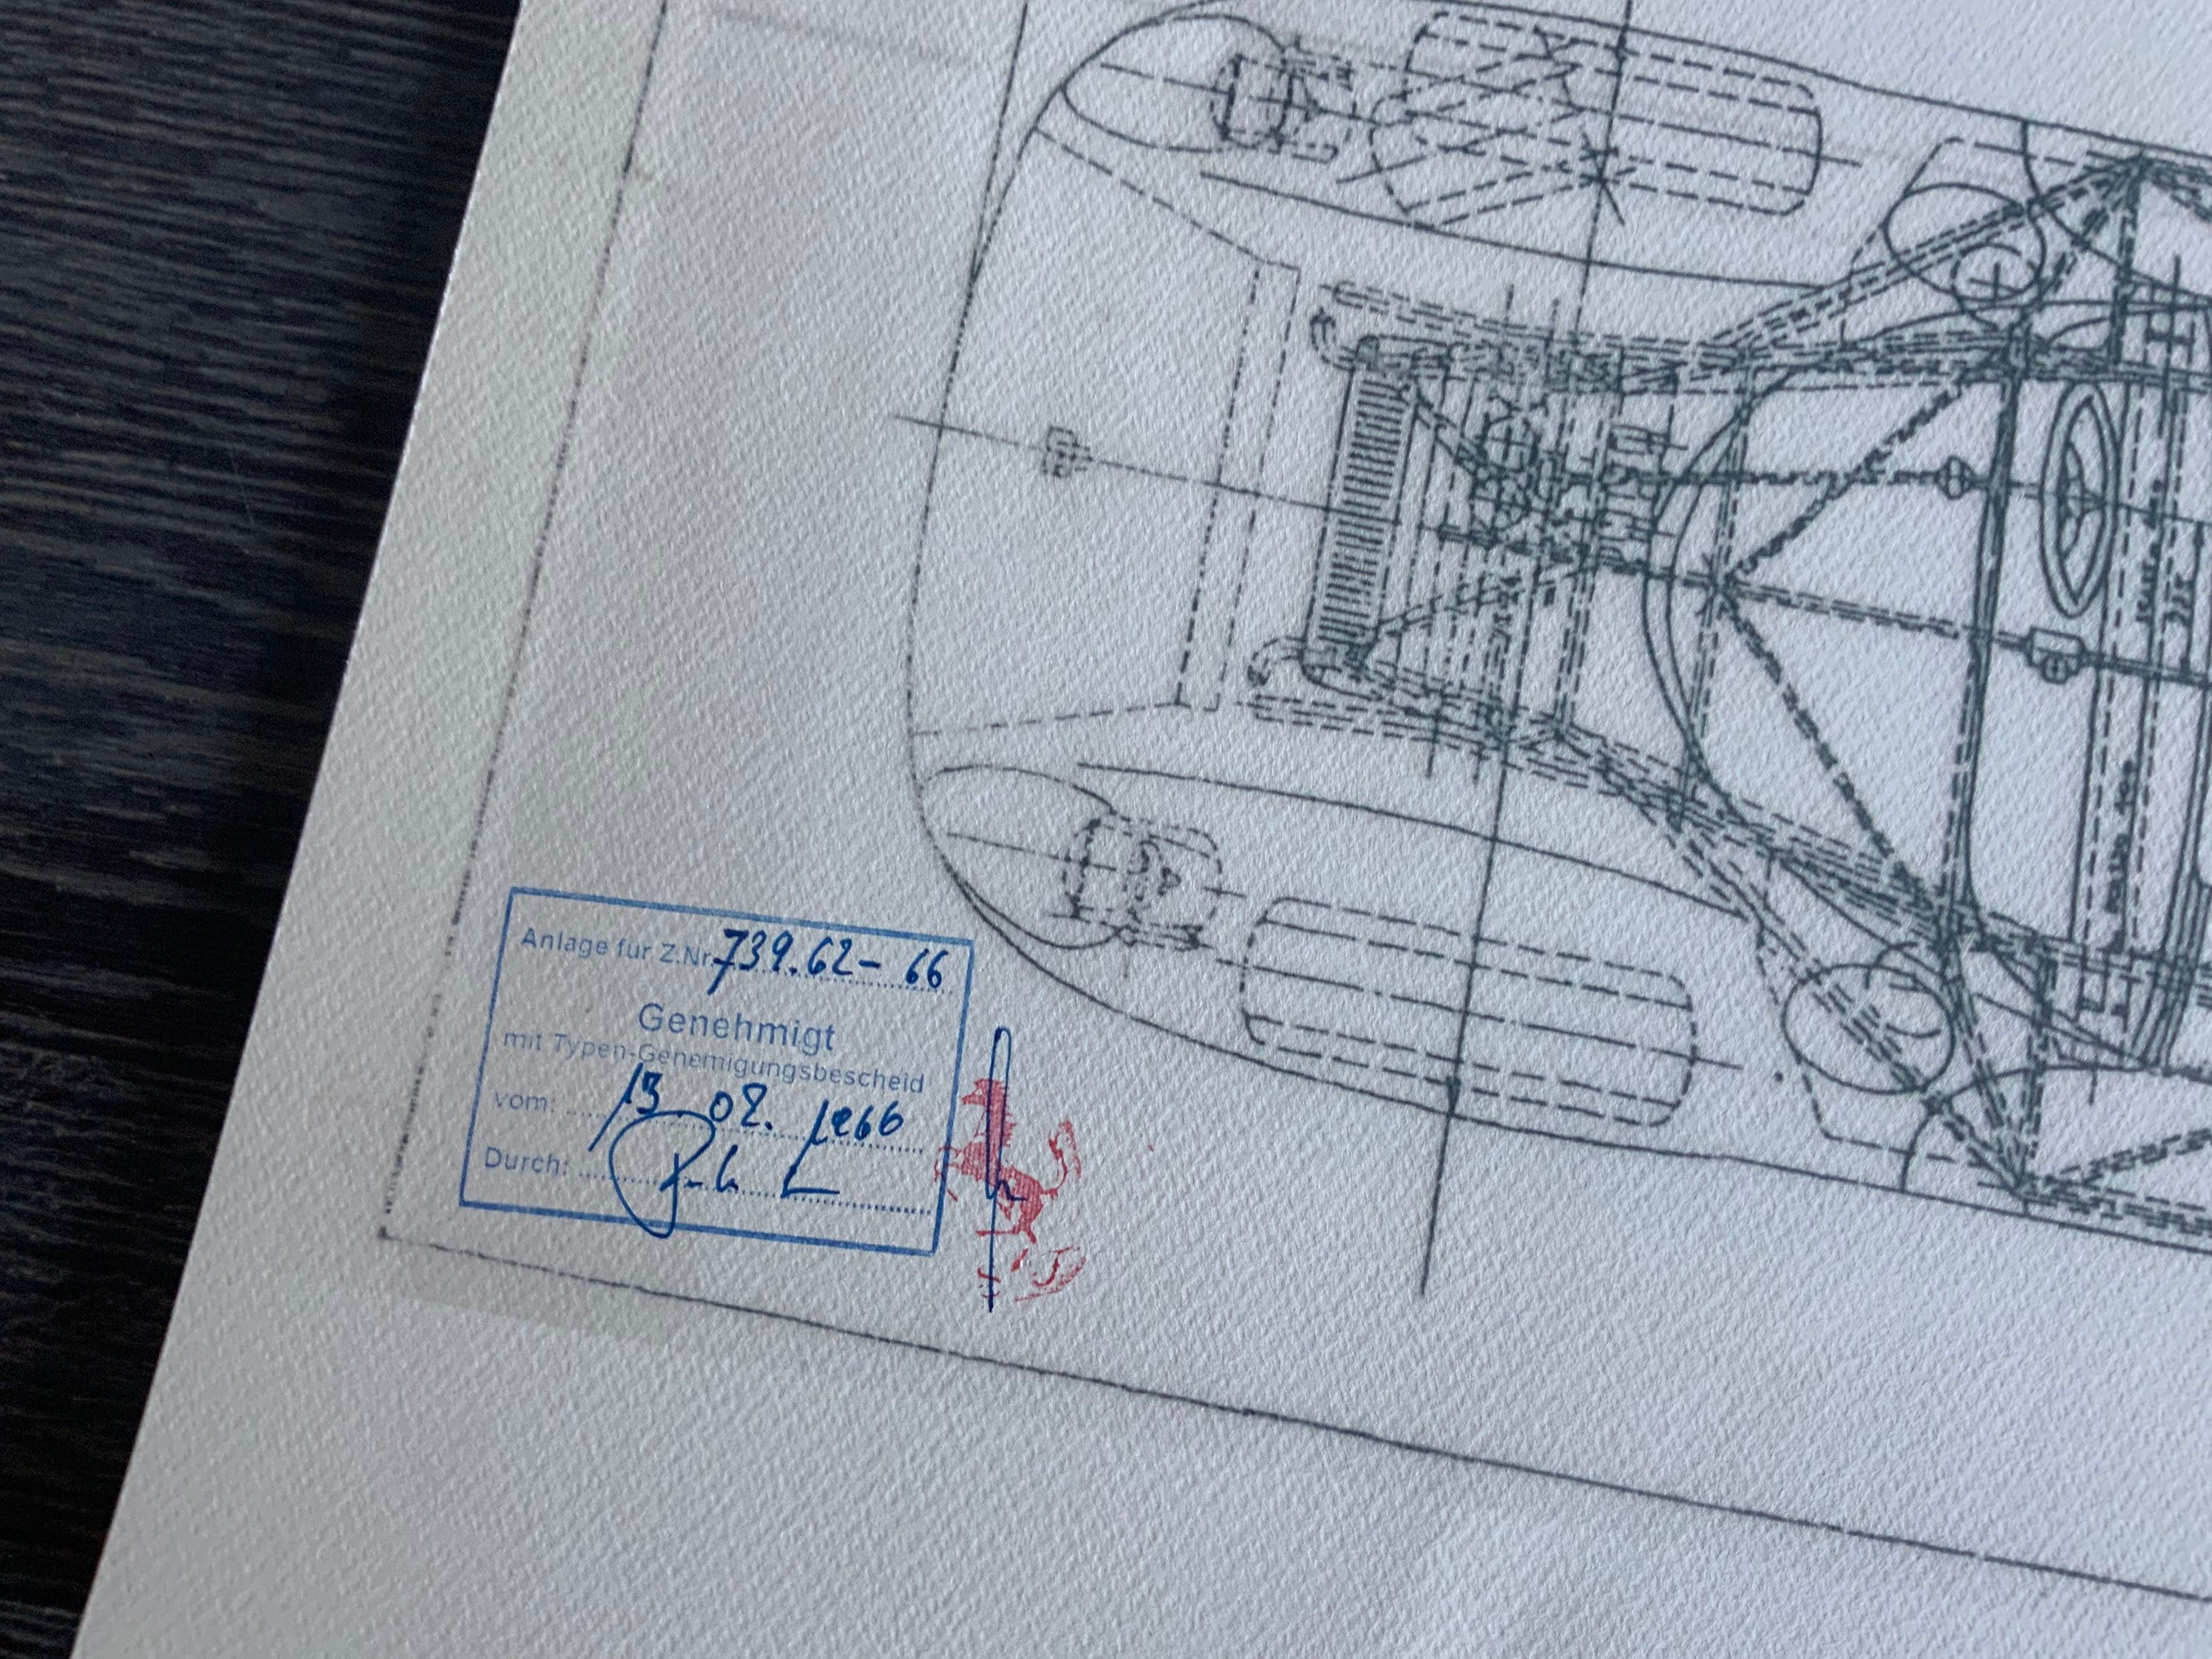 Anlage für Z.Nr. 739.62-66
Genehmigt
mit Typen-Genemigungsbescheid
vom: 13 02. 1966
Durch: